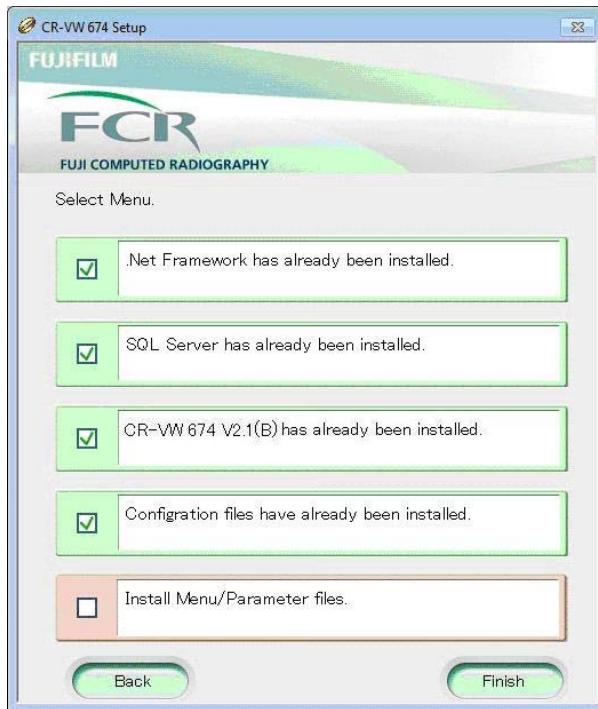 CR-VW 674 Setup
FUJIFILM
FCR
FUJI COMPUTED RADIOGRAPHY
Select Menu.
.Net Framework has already been installed.
SQL Server has already been installed.
CR-VW 674 V2.1(B) has already been installed.
Configration files have already been installed.
Install Menu/Parameter files.
Back
Finish